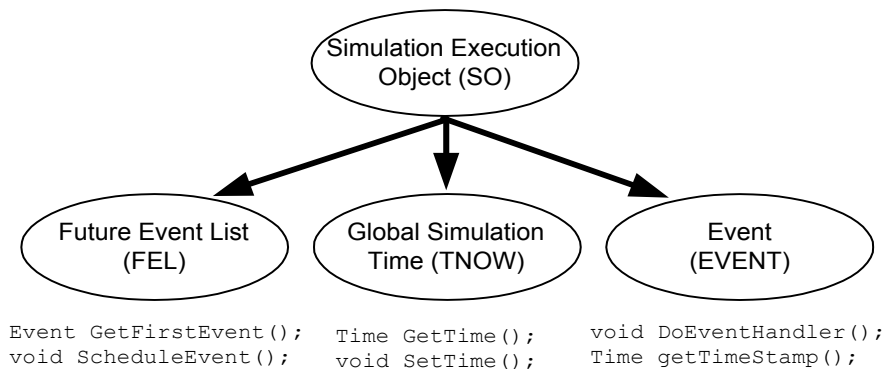 Simulation Execution
Object (SO)
Future Event List
(FEL)
Global Simulation
Time (TNOW)
Event
(EVENT)
Event GetFirstEvent();
void ScheduleEvent();
Time GetTime();
void SetTime();
void DoEventHandler();
Time getTimeStamp();